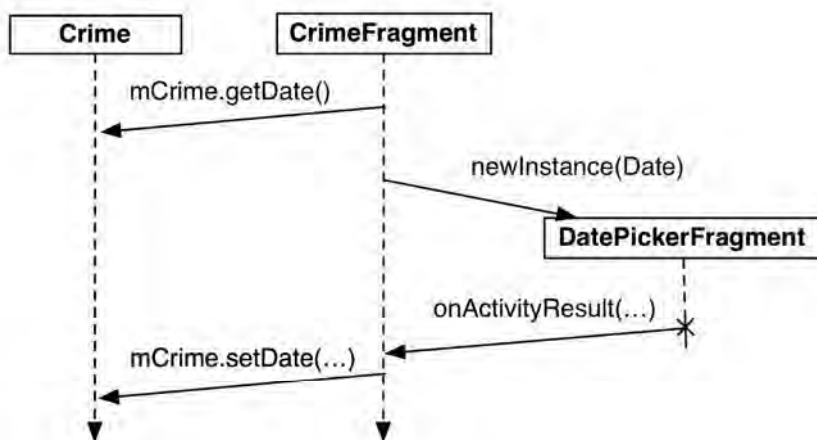 Crime
CrimeFragment
mCrime.getDate()
newInstance(Date)
DatePickerFragment
onActivityResult(…)
mCrime.setDate(…)